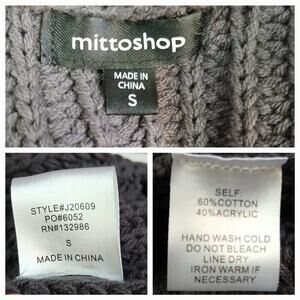 mittoshop
MADE IN
CHINA
S
STYLE#J20609
PO#6052
RN#132986
S
MADE IN CHINA
SELF:
60%COTTON
40%ACRYLIC
HAND WASH COLD
DO NOT BLEACH
LINE DRY
IRON WARM IF
NECESSARY